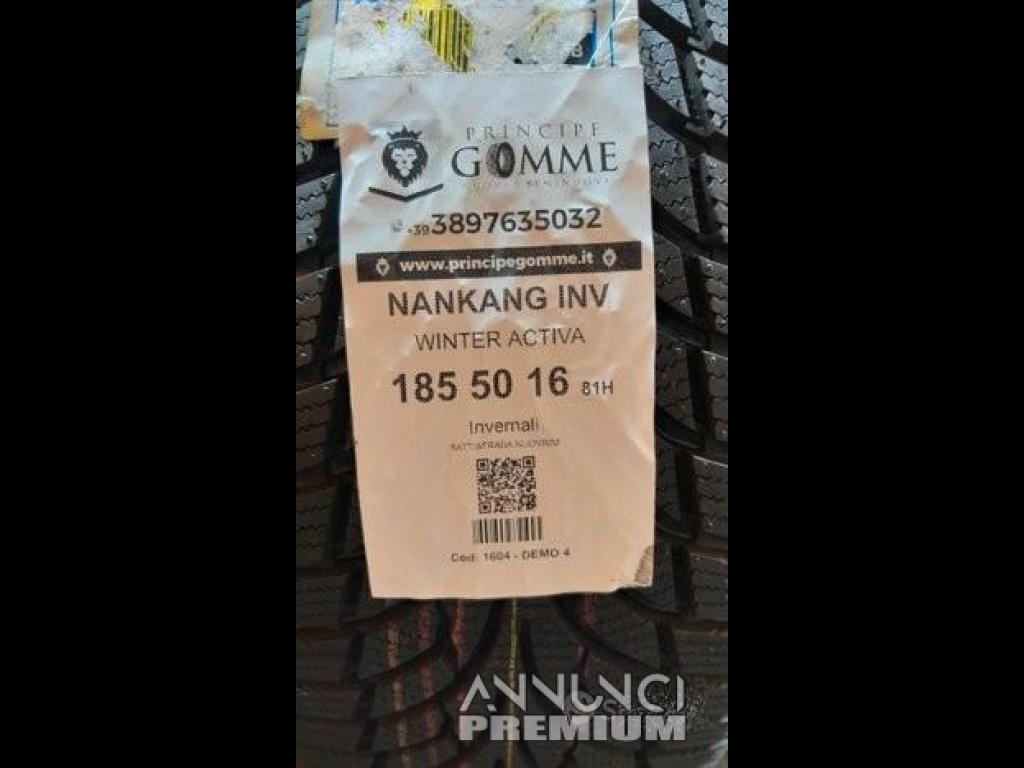 PRINCIPE
GOMME
+39 3897635032
www.principegomme.it
NANKANG INV
WINTER ACTIVA
185 50 16 81H
Invernali
Cod: 1604 - DEMO 4
ANNUNCI
PREMIUM